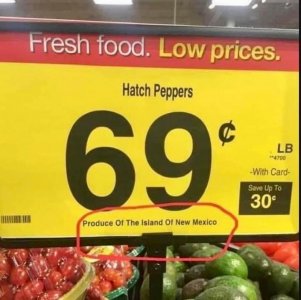 Fresh food. Low prices.
Hatch Peppers
69¢
LB
**4700
-With Card-
Save Up To
30¢
Produce Of The Island Of New Mexico